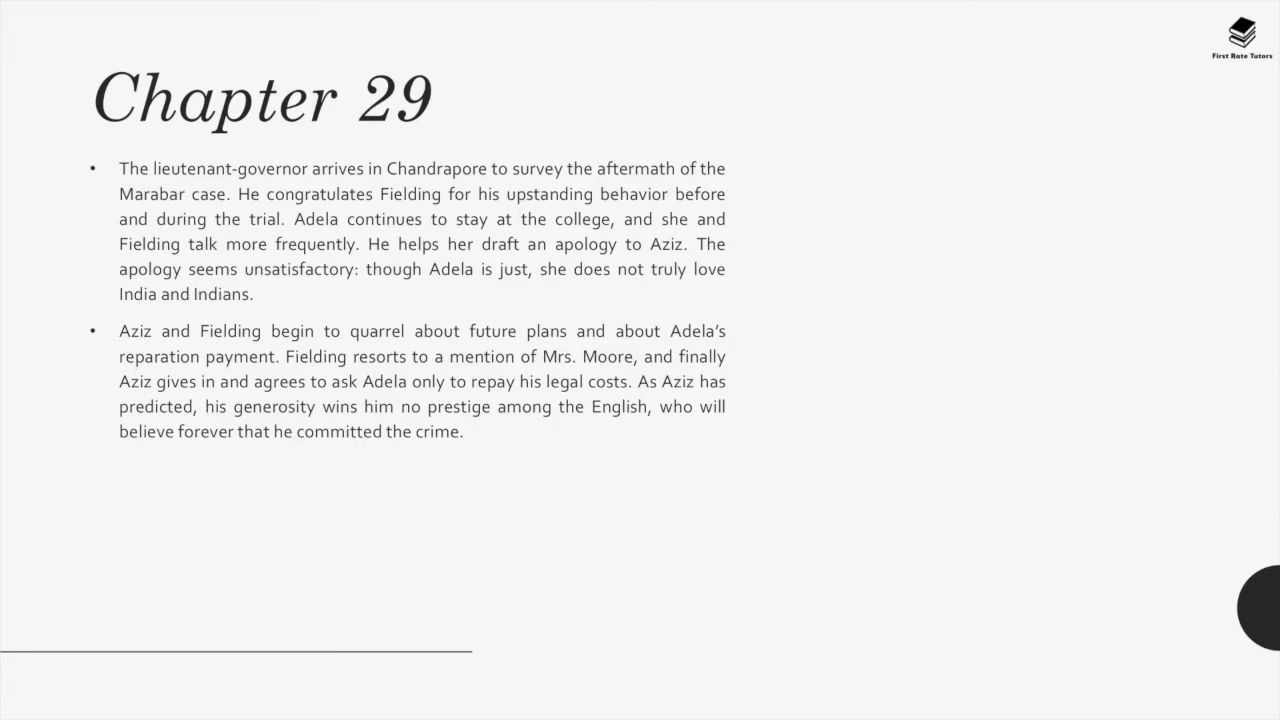 First Rate Tutors
Chapter 29
• The lieutenant-governor arrives in Chandrapore to survey the aftermath of the
Marabar case. He congratulates Fielding for his upstanding behavior before
and during the trial. Adela continues to stay at the college, and she and
Fielding talk more frequently. He helps her draft an apology to Aziz. The
apology seems unsatisfactory: though Adela is just, she does not truly love
India and Indians.
• Aziz and Fielding begin to quarrel about future plans and about Adela’s
reparation payment. Fielding resorts to a mention of Mrs. Moore, and finally
Aziz gives in and agrees to ask Adela only to repay his legal costs. As Aziz has
predicted, his generosity wins him no prestige among the English, who will
believe forever that he committed the crime.